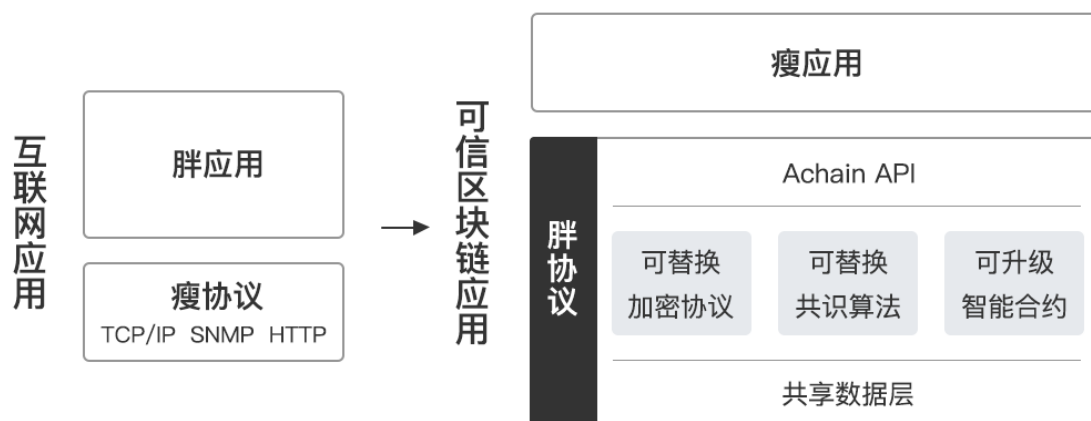 互联网应用
胖应用
瘦协议
TCP/IP SNMP HTTP
可信区块链应用
瘦应用
胖协议
Achain API
可替换
加密协议
可替换
共识算法
可升级
智能合约
共享数据层